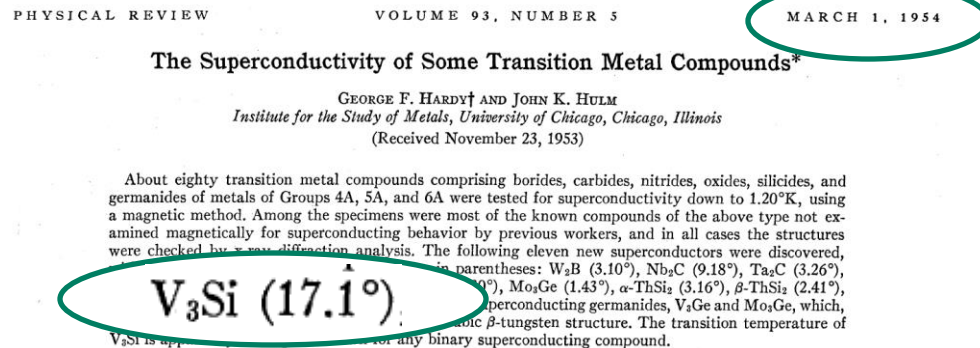 PHYSICAL REVIEW VOLUME 93, NUMBER 5 MARCH 1, 1954
The Superconductivity of Some Transition Metal Compounds*
GEORGE F. HARDY† AND JOHN K. HULM
Institute for the Study of Metals, University of Chicago, Chicago, Illinois
(Received November 23, 1953)
About eighty transition metal compounds comprising borides, carbides, nitrides, oxides, silicides, and
germanides of metals of Groups 4A, 5A, and 6A were tested for superconductivity down to 1.20°K, using
a magnetic method. Among the specimens were most of the known compounds of the above type not ex-
amined magnetically for superconducting behavior by previous workers, and in all cases the structures
were checked by x-ray diffraction analysis. The following eleven new superconductors were discovered,
in parentheses: W₂B (3.10°), Nb₂C (9.18°), Ta₂C (3.26°),
V₃Si (17.1°)
Mo₃Ge (1.43°), α-ThSi₂ (3.16°), β-ThSi₂ (2.41°),
perconducting germanides, V₃Ge and Mo₃Ge, which,
β-tungsten structure. The transition temperature of
V₃Si is any binary superconducting compound.